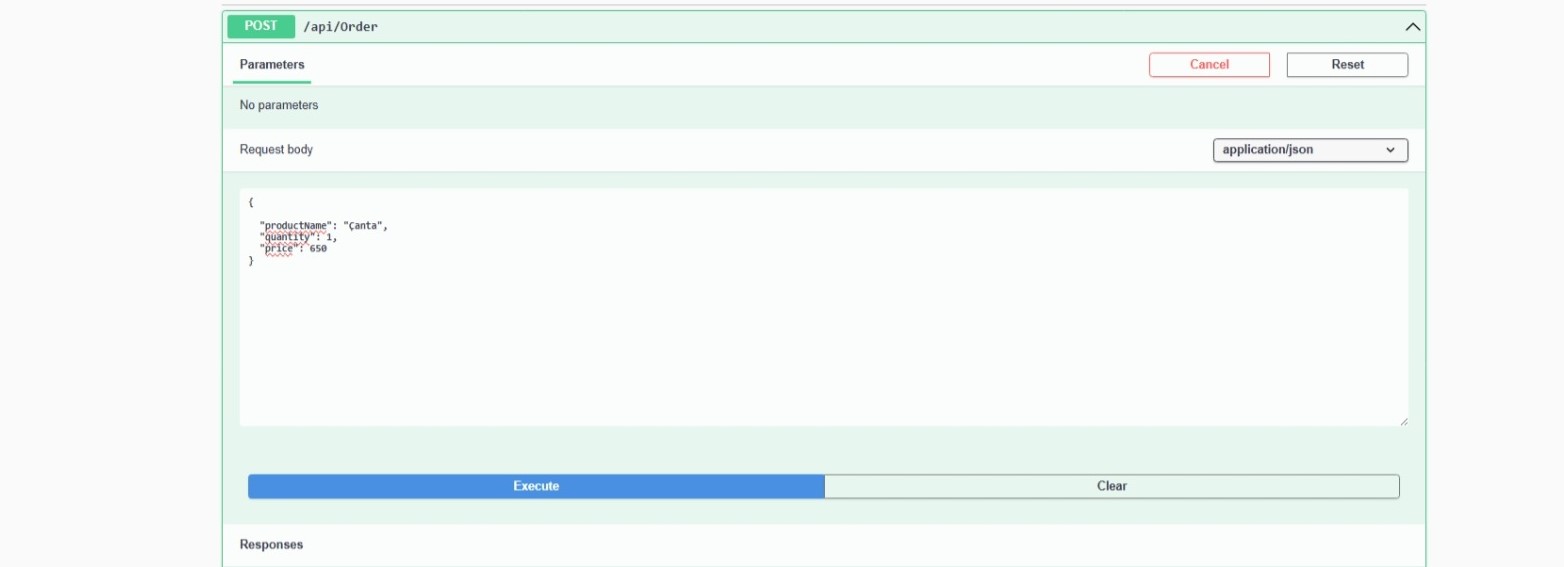 POST /api/Order
Parameters
Cancel
Reset
No parameters
Request body
application/json
{
"productName": "Çanta",
"quantity": 1,
"price": 650
}
Execute
Clear
Responses